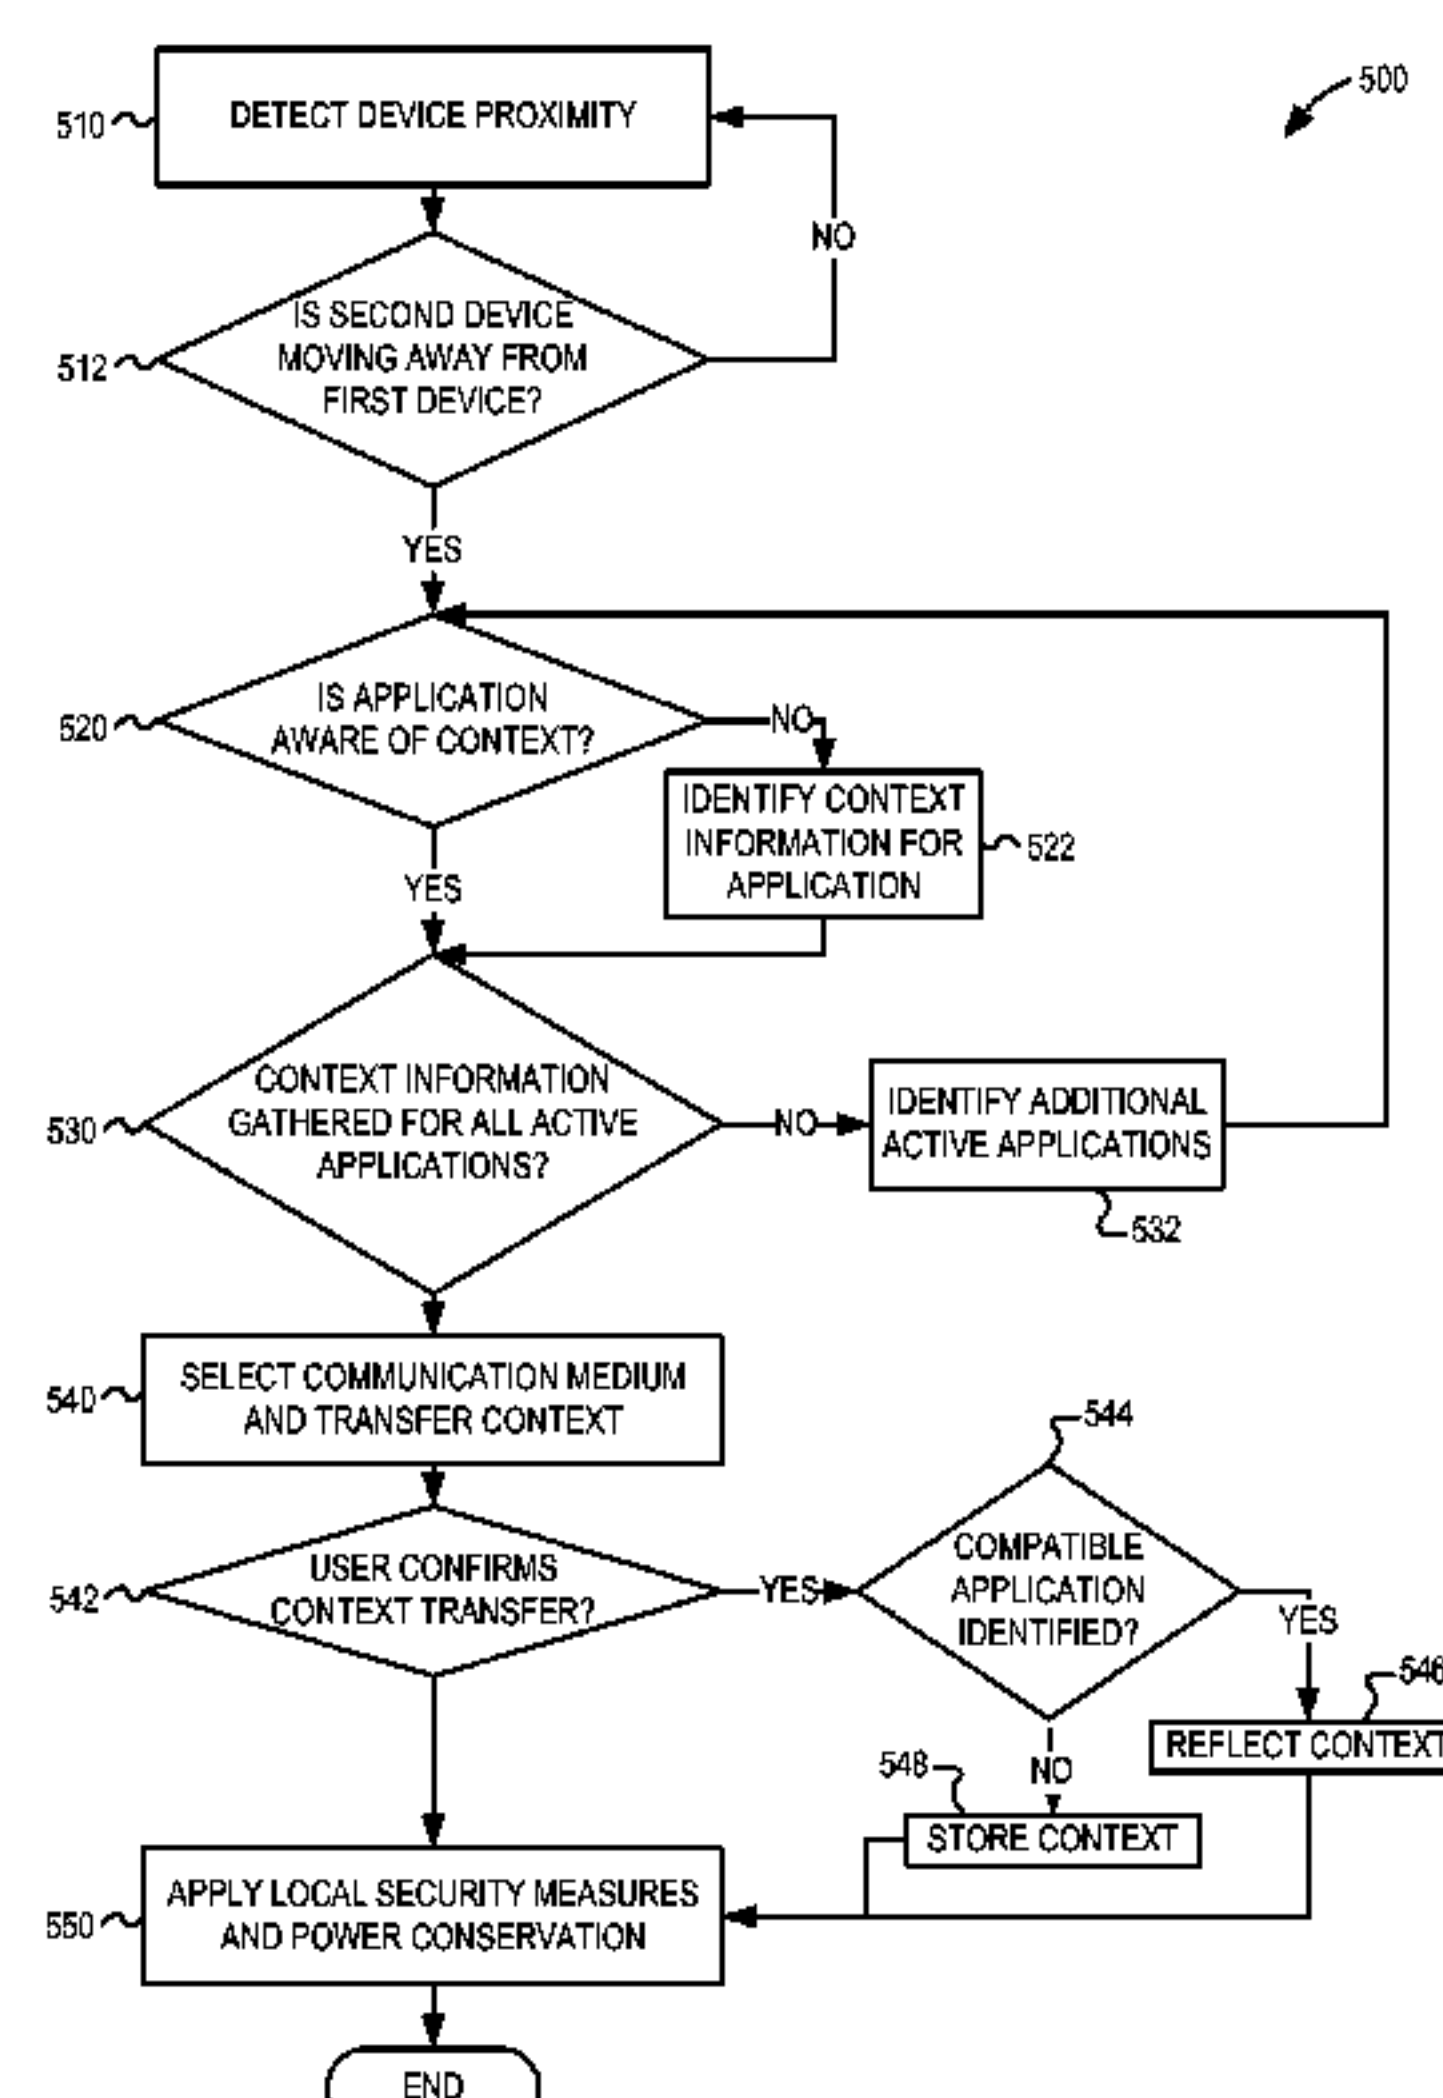 500
510
DETECT DEVICE PROXIMITY
NO
512
IS SECOND DEVICE
MOVING AWAY FROM
FIRST DEVICE?
YES
520
IS APPLICATION
AWARE OF CONTEXT?
NO
IDENTIFY CONTEXT
INFORMATION FOR
APPLICATION
522
YES
530
CONTEXT INFORMATION
GATHERED FOR ALL ACTIVE
APPLICATIONS?
NO
IDENTIFY ADDITIONAL
ACTIVE APPLICATIONS
532
540
SELECT COMMUNICATION MEDIUM
AND TRANSFER CONTEXT
544
542
USER CONFIRMS
CONTEXT TRANSFER?
YES
COMPATIBLE
APPLICATION
IDENTIFIED?
YES
546
REFLECT CONTEXT
NO
548
STORE CONTEXT
550
APPLY LOCAL SECURITY MEASURES
AND POWER CONSERVATION
END